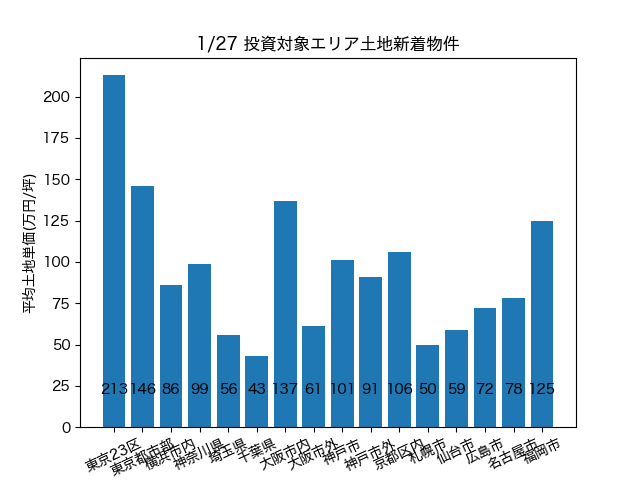 1/27 投資対象エリア土地新着物件
平均土地単価(万円/坪)
200
175
150
125
100
75
50
25
0
213 146 86 99 56 43 137 61 101 91 106 50 59 72 78 125
東京23区
東京都市部
横浜市内
神奈川県
埼玉県
千葉県
大阪市内
大阪市外
神戸市
神戸市外
京都区内
札幌市
仙台市
広島市
名古屋市
福岡市